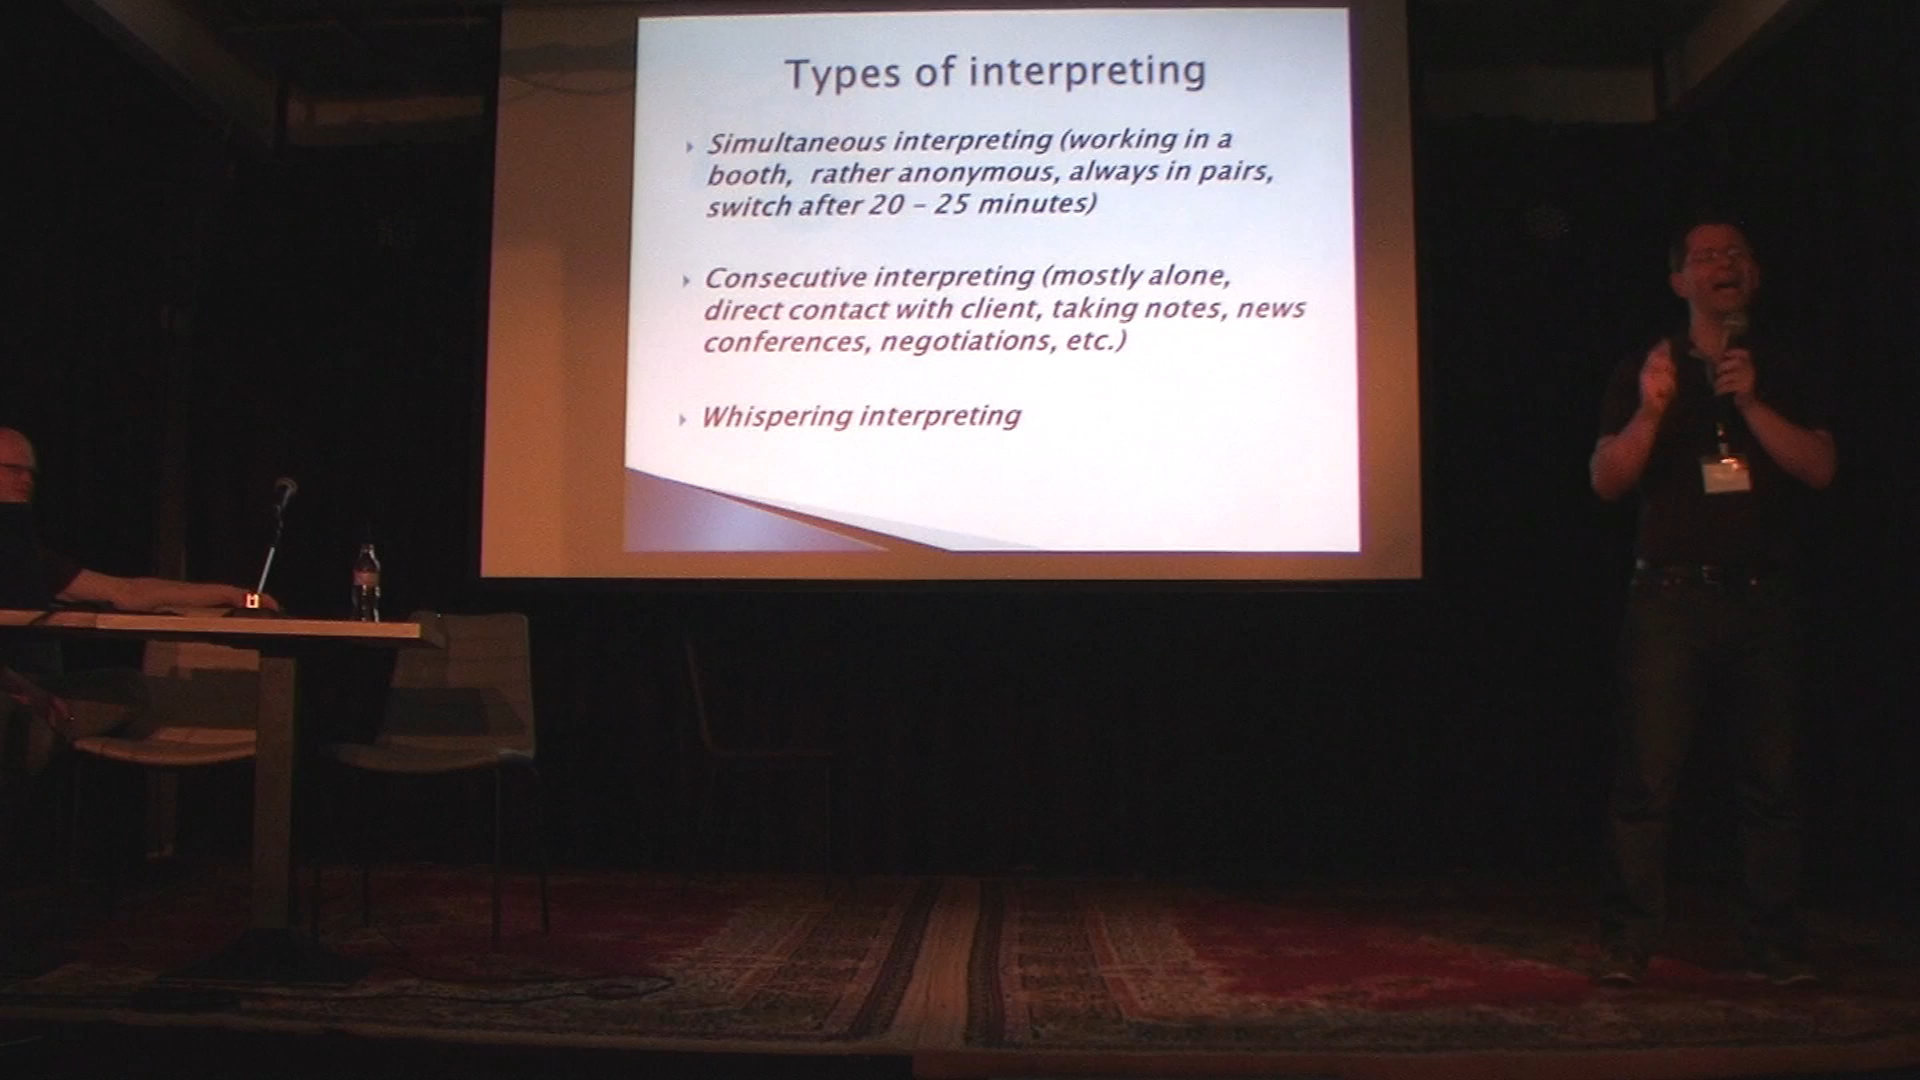 Types of interpreting
Simultaneous interpreting (working in a
booth, rather anonymous, always in pairs,
switch after 20 – 25 minutes)
Consecutive interpreting (mostly alone,
direct contact with client, taking notes, news
conferences, negotiations, etc.)
Whispering interpreting